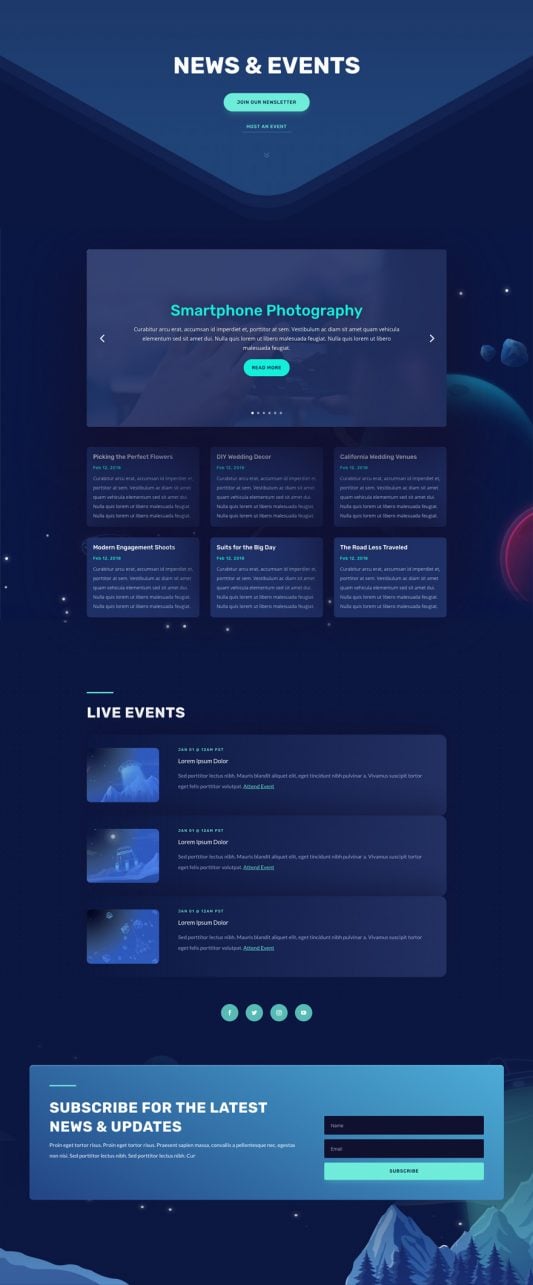 NEWS & EVENTS
JOIN OUR NEWSLETTER
HOST AN EVENT
Smartphone Photography
Curabitur arcu erat, accumsan id imperdiet et, porttitor at sem. Vestibulum ac diam sit amet quam vehicula
elementum sed sit amet dui. Nulla quis lorem ut libero malesuada feugiat. Nulla quis lorem ut libero
malesuada feugiat.
READ MORE
Picking the Perfect Flowers
Feb 12, 2018
Curabitur arcu erat, accumsan id imperdiet et,
porttitor at sem. Vestibulum ac diam sit amet
quam vehicula elementum sed sit amet dui.
Nulla quis lorem ut libero malesuada feugiat.
Nulla quis lorem ut libero malesuada feugiat.
DIY Wedding Decor
Feb 12, 2018
Curabitur arcu erat, accumsan id imperdiet et,
porttitor at sem. Vestibulum ac diam sit amet
quam vehicula elementum sed sit amet dui.
Nulla quis lorem ut libero malesuada feugiat.
Nulla quis lorem ut libero malesuada feugiat.
California Wedding Venues
Feb 12, 2018
Curabitur arcu erat, accumsan id imperdiet et,
porttitor at sem. Vestibulum ac diam sit amet
quam vehicula elementum sed sit amet dui.
Nulla quis lorem ut libero malesuada feugiat.
Nulla quis lorem ut libero malesuada feugiat.
Modern Engagement Shoots
Feb 12, 2018
Curabitur arcu erat, accumsan id imperdiet et,
porttitor at sem. Vestibulum ac diam sit amet
quam vehicula elementum sed sit amet dui.
Nulla quis lorem ut libero malesuada feugiat.
Nulla quis lorem ut libero malesuada feugiat.
Suits for the Big Day
Feb 12, 2018
Curabitur arcu erat, accumsan id imperdiet et,
porttitor at sem. Vestibulum ac diam sit amet
quam vehicula elementum sed sit amet dui.
Nulla quis lorem ut libero malesuada feugiat.
Nulla quis lorem ut libero malesuada feugiat.
The Road Less Traveled
Feb 12, 2018
Curabitur arcu erat, accumsan id imperdiet et,
porttitor at sem. Vestibulum ac diam sit amet
quam vehicula elementum sed sit amet dui.
Nulla quis lorem ut libero malesuada feugiat.
Nulla quis lorem ut libero malesuada feugiat.
LIVE EVENTS
JAN 01 @ 12AM PST
Lorem Ipsum Dolor
Sed porttitor lectus nibh. Mauris blandit aliquet elit, eget tincidunt nibh pulvinar a. Vivamus suscipit tortor
eget felis porttitor volutpat. Attend Event
JAN 01 @ 12AM PST
Lorem Ipsum Dolor
Sed porttitor lectus nibh. Mauris blandit aliquet elit, eget tincidunt nibh pulvinar a. Vivamus suscipit tortor
eget felis porttitor volutpat. Attend Event
JAN 01 @ 12AM PST
Lorem Ipsum Dolor
Sed porttitor lectus nibh. Mauris blandit aliquet elit, eget tincidunt nibh pulvinar a. Vivamus suscipit tortor
eget felis porttitor volutpat. Attend Event
SUBSCRIBE FOR THE LATEST
NEWS & UPDATES
Proin eget tortor risus. Proin eget tortor risus. Praesent sapien massa, convallis a pellentesque nec, egestas
non nisi. Sed porttitor lectus nibh. Sed porttitor lectus nibh. Cur
Name
Email
SUBSCRIBE